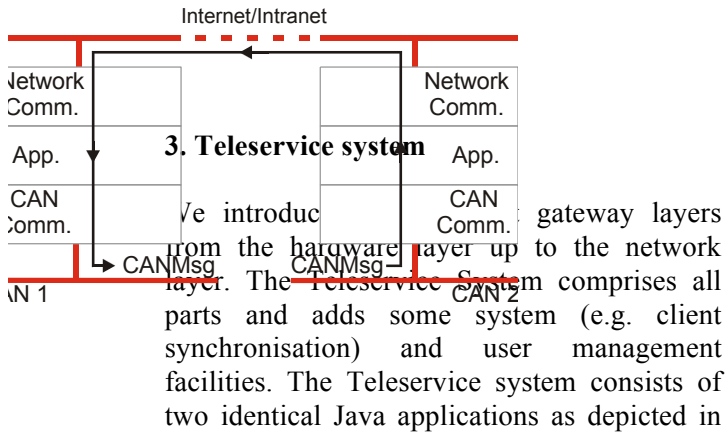 Internet/Intranet
Network
Comm.
Network
Comm.
App.
3. Teleservice system
App.
CAN
Comm.
CAN
Comm.
We introduc gateway layers
from the hardware layer up to the network
CANMsg
CANMsg
layer. The Teleservice System comprises all
CAN 2
parts and adds some system (e.g. client
synchronisation) and user management
facilities. The Teleservice system consists of
two identical Java applications as depicted in